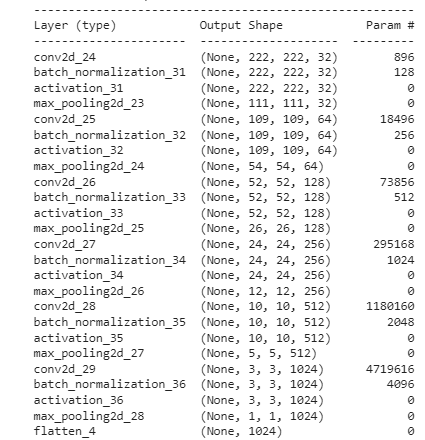 Layer (type) Output Shape Param #
conv2d_24 (None, 222, 222, 32) 896
batch_normalization_31 (None, 222, 222, 32) 128
activation_31 (None, 222, 222, 32) 0
max_pooling2d_23 (None, 111, 111, 32) 0
conv2d_25 (None, 109, 109, 64) 18496
batch_normalization_32 (None, 109, 109, 64) 256
activation_32 (None, 109, 109, 64) 0
max_pooling2d_24 (None, 54, 54, 64) 0
conv2d_26 (None, 52, 52, 128) 73856
batch_normalization_33 (None, 52, 52, 128) 512
activation_33 (None, 52, 52, 128) 0
max_pooling2d_25 (None, 26, 26, 128) 0
conv2d_27 (None, 24, 24, 256) 295168
batch_normalization_34 (None, 24, 24, 256) 1024
activation_34 (None, 24, 24, 256) 0
max_pooling2d_26 (None, 12, 12, 256) 0
conv2d_28 (None, 10, 10, 512) 1180160
batch_normalization_35 (None, 10, 10, 512) 2048
activation_35 (None, 10, 10, 512) 0
max_pooling2d_27 (None, 5, 5, 512) 0
conv2d_29 (None, 3, 3, 1024) 4719616
batch_normalization_36 (None, 3, 3, 1024) 4096
activation_36 (None, 3, 3, 1024) 0
max_pooling2d_28 (None, 1, 1, 1024) 0
flatten_4 (None, 1024) 0